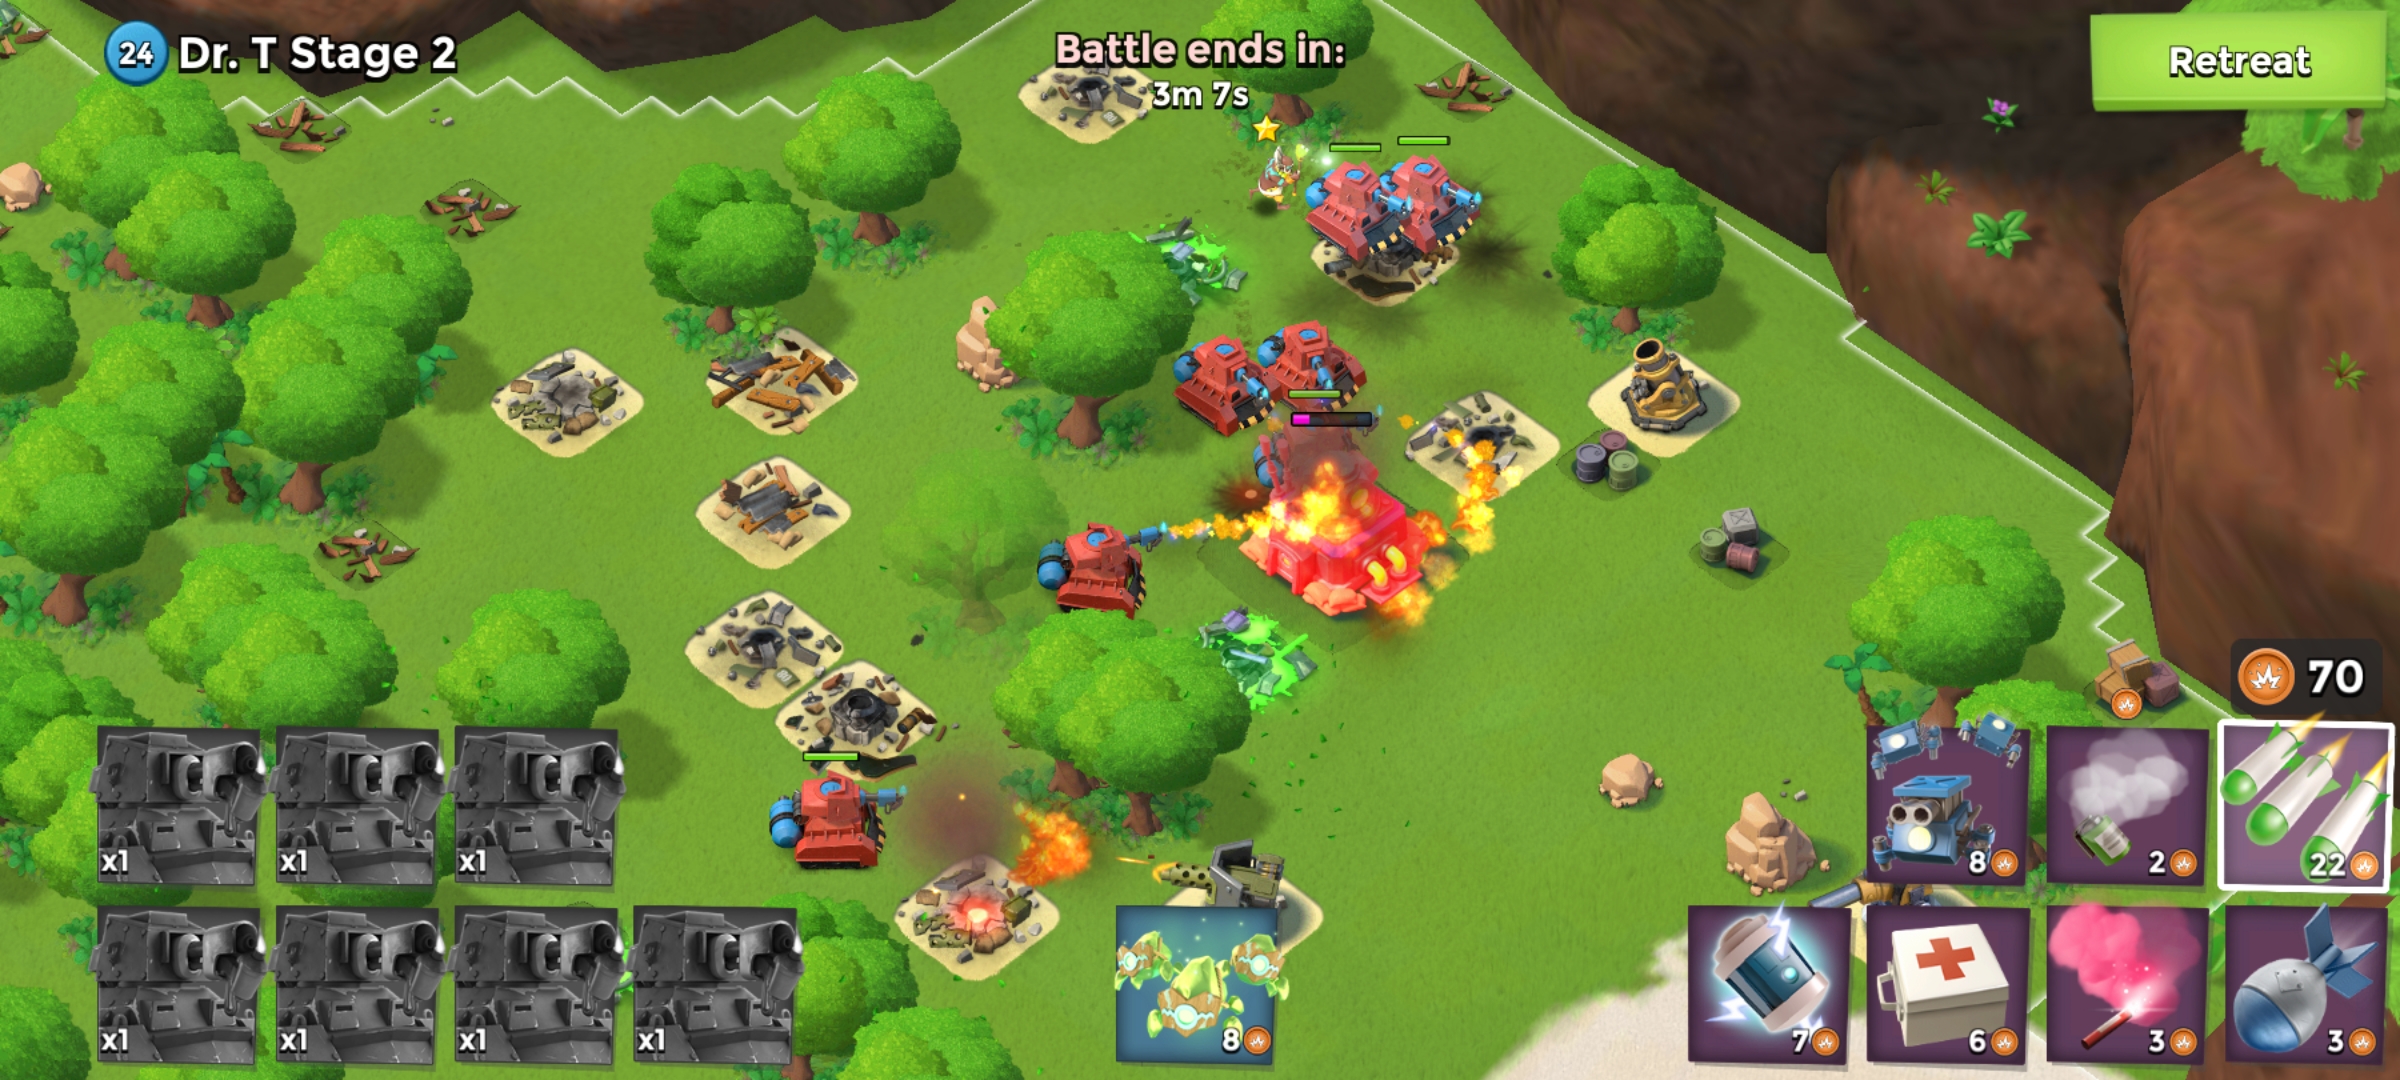 24 Dr. T Stage 2
Battle ends in:
3m 7s
Retreat
70
x1 x1 x1
8 2 22
x1 x1 x1 x1
8
7 6 3 3